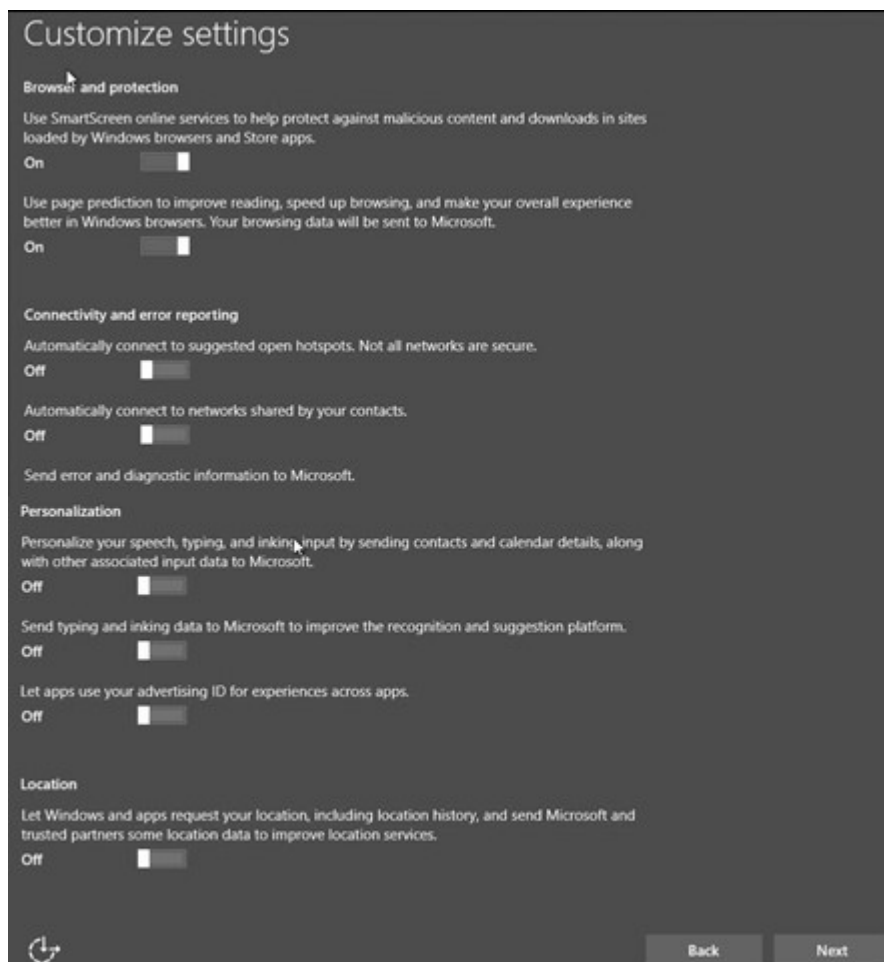 Customize settings
Browser and protection
Use SmartScreen online services to help protect against malicious content and downloads in sites
loaded by Windows browsers and Store apps.
On
Use page prediction to improve reading, speed up browsing, and make your overall experience
better in Windows browsers. Your browsing data will be sent to Microsoft.
On
Connectivity and error reporting
Automatically connect to suggested open hotspots. Not all networks are secure.
Off
Automatically connect to networks shared by your contacts.
Off
Send error and diagnostic information to Microsoft.
Personalization
Personalize your speech, typing, and inking input by sending contacts and calendar details, along
with other associated input data to Microsoft.
Off
Send typing and inking data to Microsoft to improve the recognition and suggestion platform.
Off
Let apps use your advertising ID for experiences across apps.
Off
Location
Let Windows and apps request your location, including location history, and send Microsoft and
trusted partners some location data to improve location services.
Off
Back Next